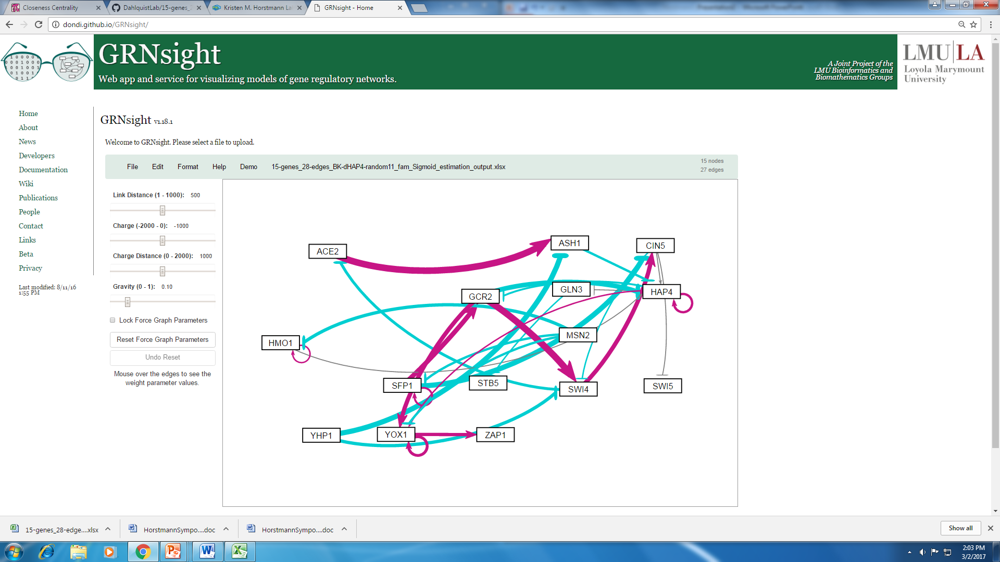 Closeness Centrality
DahlquistLab/15-genes_2
Kristen M. Horstmann La
GRNsight - Home
dondi.github.io/GRNsight/
GRNsight
Web app and service for visualizing models of gene regulatory networks.
A Joint Project of the
LMU Bioinformatics and
Biomathematics Groups
LMU|LA
Loyola Marymount
University
Home
About
News
Developers
Documentation
Wiki
Publications
People
Contact
Links
Beta
Privacy
Last modified: 8/11/16
1:55 PM
GRNsight v1.18.1
Welcome to GRNsight. Please select a file to upload.
File Edit Format Help Demo 15-genes_28-edges_BK-dHAP4-random11_fam_Sigmoid_estimation_output.xlsx
15 nodes
27 edges
Link Distance (1 - 1000): 500
Charge (-2000 - 0): -1000
Charge Distance (0 - 2000): 1000
Gravity (0 - 1): 0.10
Lock Force Graph Parameters
Reset Force Graph Parameters
Undo Reset
Mouse over the edges to see the
weight parameter values.
ACE2
ASH1
CIN5
GCR2
GLN3
HAP4
HMO1
MSN2
SFP1
STB5
SWI4
SWI5
YHP1
YOX1
ZAP1
15-genes_28-edge....xlsx
HorstmannSympo....doc
HorstmannSympo....doc
Show all
2:03 PM
3/2/2017